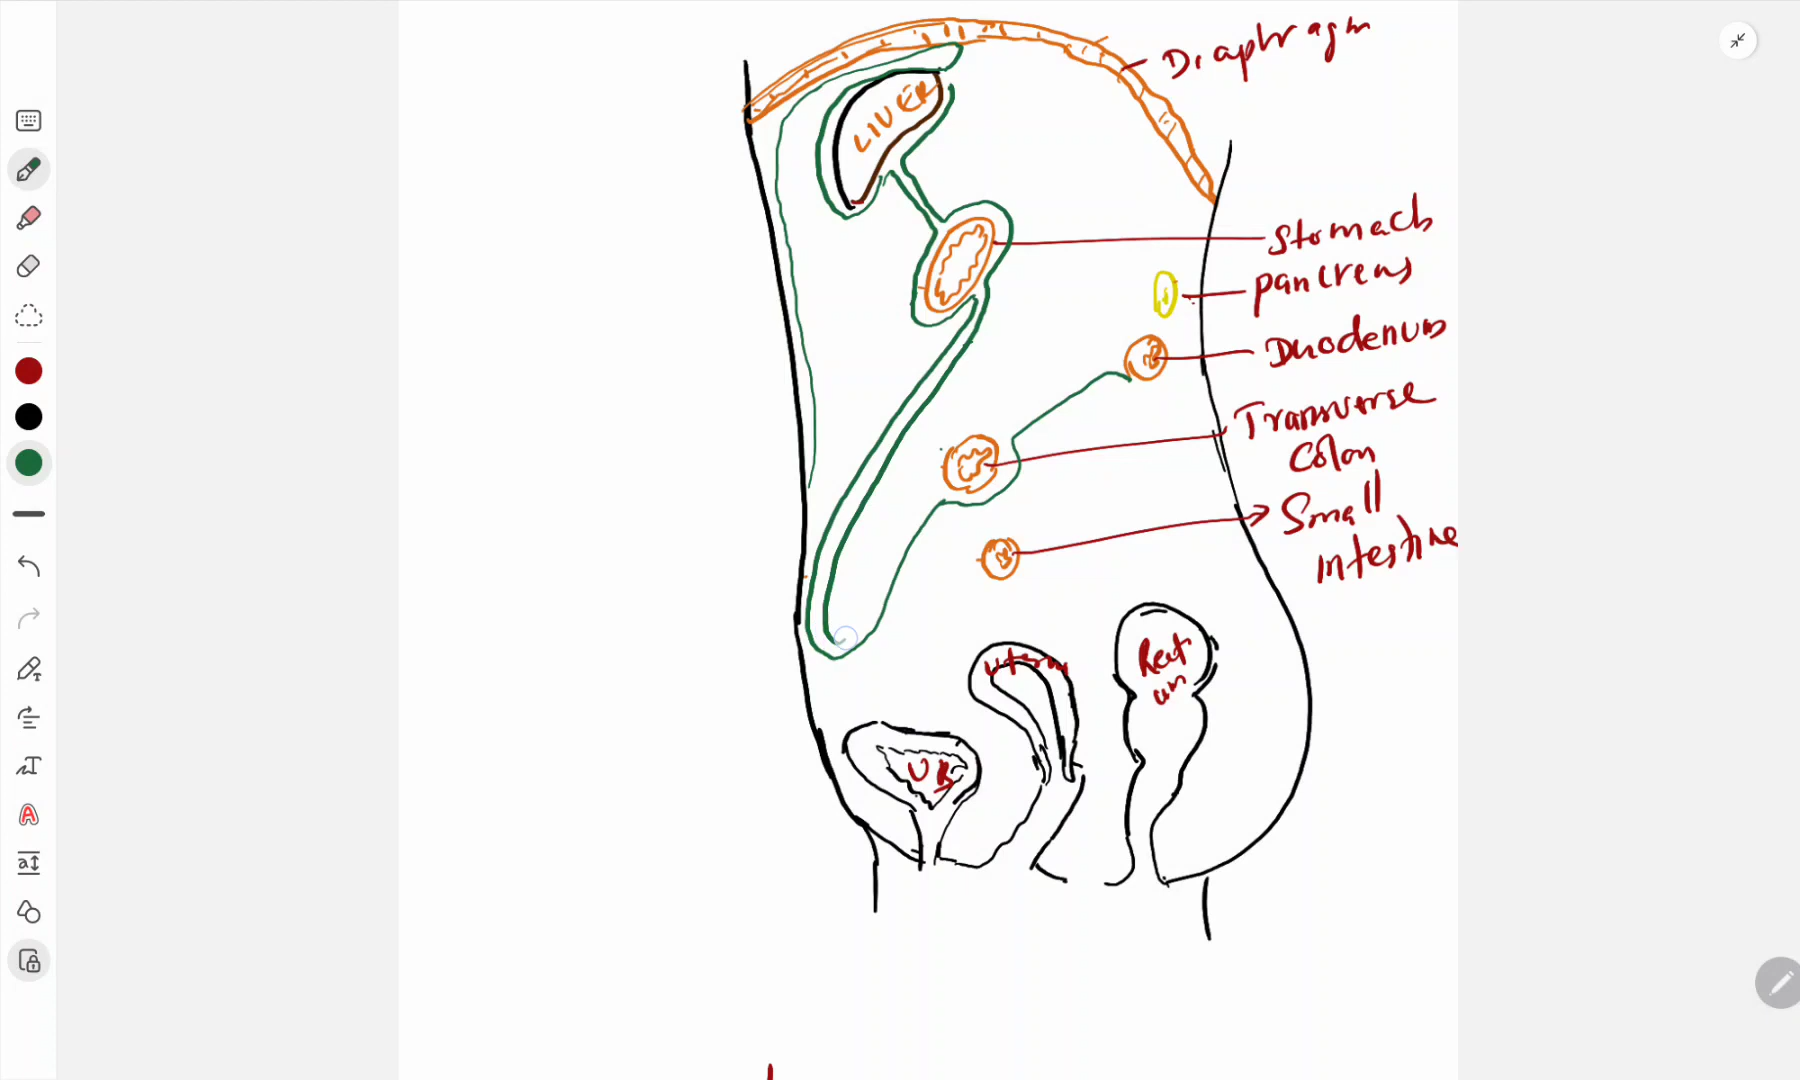 Diaphragm
LIVER
Stomach
pancreas
Duodenum
Transverse
Colon
Small
intestine
uterus
Rect
um
UB